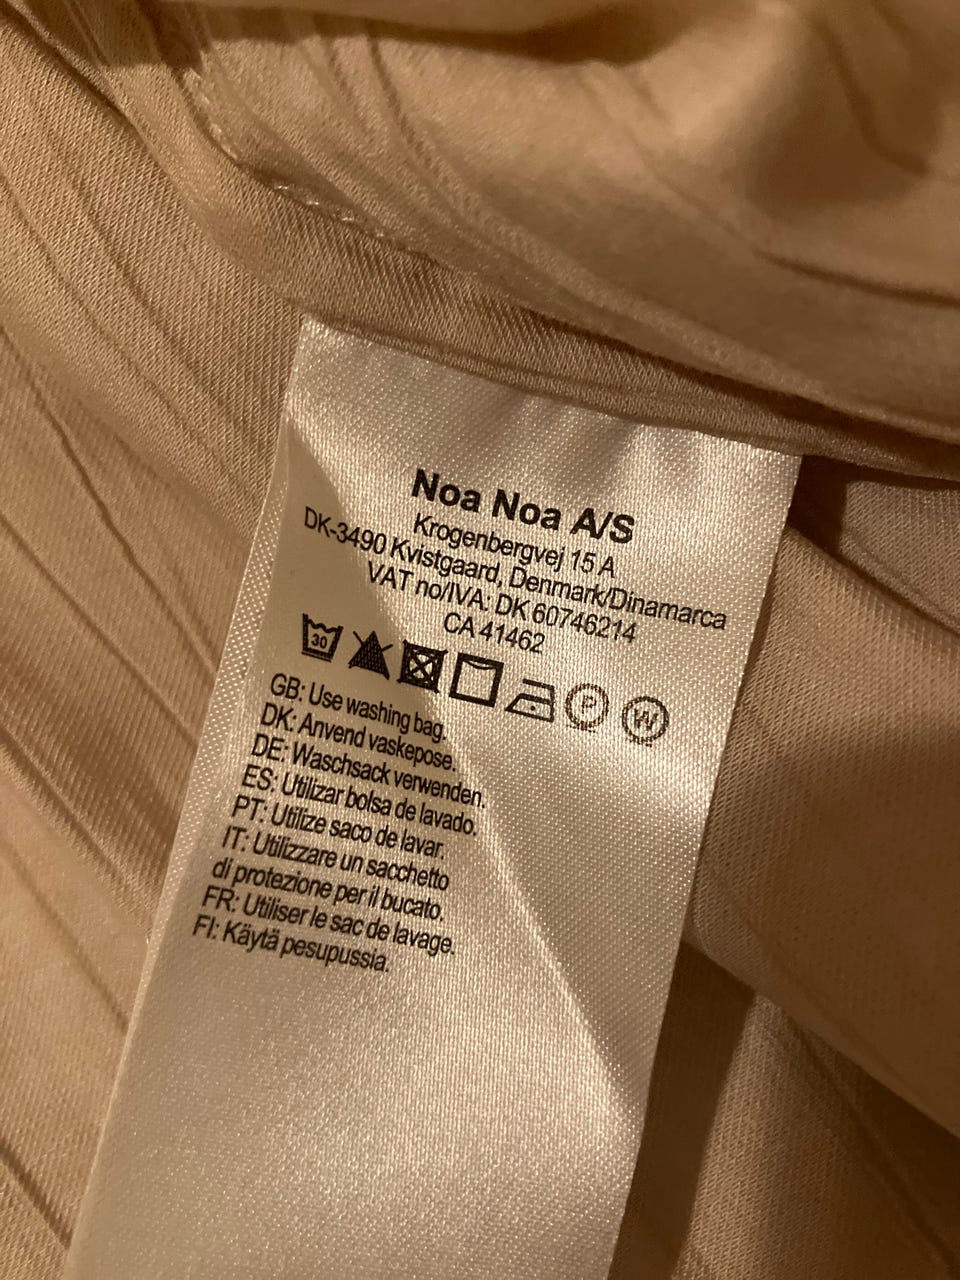 Noa Noa A/S
Krogenbergvej 15 A
DK-3490 Kvistgaard, Denmark/Dinamarca
VAT no/IVA: DK 60746214
CA 41462
30 P W
GB: Use washing bag.
DK: Anvend vaskepose.
DE: Waschsack verwenden.
ES: Utilizar bolsa de lavado.
PT: Utilize saco de lavar.
IT: Utilizzare un sacchetto
di protezione per il bucato.
FR: Utiliser le sac de lavage.
FI: Käytä pesupussia.